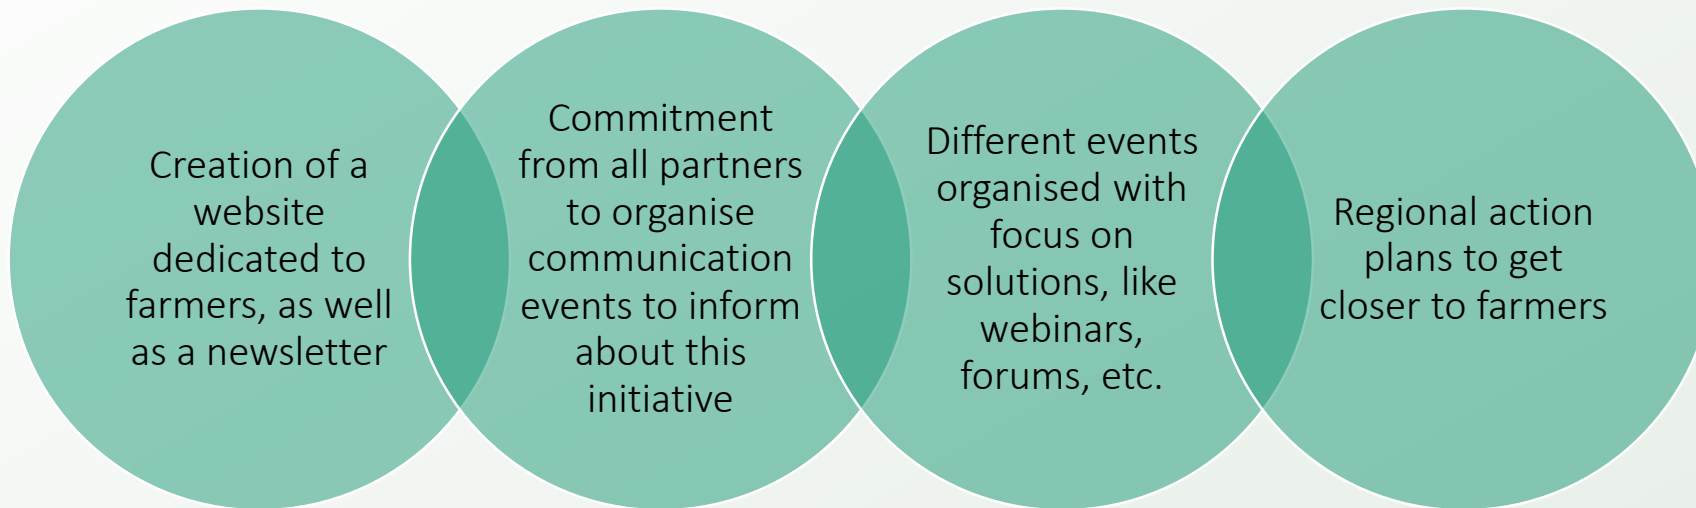 Creation of a
website
dedicated to
farmers, as well
as a newsletter
Commitment
from all partners
to organise
communication
events to inform
about this
initiative
Different events
organised with
focus on
solutions, like
webinars,
forums, etc.
Regional action
plans to get
closer to farmers